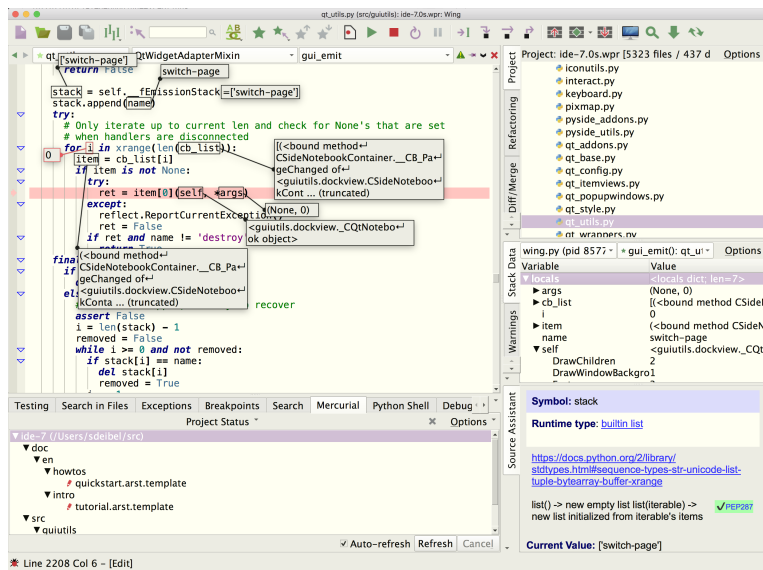 qt_utils.py (src/guiutils): ide-7.0s.wpr: Wing
['switch-page']
QtWidgetAdapterMixin
gui_emit
return False
switch-page
stack = self.__fEmissionStack
=['switch-page']
stack.append(name)
try:
# Only iterate up to current len and check for None's that are set
# when handlers are disconnected
for i in xrange(len(cb_list)):
0
item = cb_list[i]
if item is not None:
try:
ret = item[0](self, *args)
except:
reflect.ReportCurrentException()
ret = False
if ret and name != 'destroy
return True
[(<bound method↵
CSideNotebookContainer.__CB_Pa↵
geChanged of↵
<guiutils.dockview.CSideNoteboo↵
kCont ... (truncated)
(None, 0)
<guiutils.dockview._CQtNotebo↵
ok object>
(<bound method↵
CSideNotebookContainer.__CB_Pa↵
geChanged of↵
<guiutils.dockview.CSideNoteboo↵
kConta ... (truncated)
fina
if
els
o recover
assert False
i = len(stack) - 1
removed = False
while i >= 0 and not removed:
if stack[i] == name:
del stack[i]
removed = True
Testing
Search in Files
Exceptions
Breakpoints
Search
Mercurial
Python Shell
Debug
Project Status
Options
ide-7 (/Users/sdeibel/src)
doc
en
howtos
quickstart.arst.template
intro
tutorial.arst.template
src
guiutils
Auto-refresh
Refresh
Cancel
Line 2208 Col 6 - [Edit]
Project
Refactoring
Diff/Merge
Project: ide-7.0s.wpr [5323 files / 437 d
Options
iconutils.py
interact.py
keyboard.py
pixmap.py
pyside_addons.py
pyside_utils.py
qt_addons.py
qt_base.py
qt_config.py
qt_itemviews.py
qt_popupwindows.py
qt_style.py
qt_utils.py
qt_wrappers.py
Stack Data
Warnings
wing.py (pid 8577
gui_emit(): qt_ut
Options
Variable
Value
locals
<locals dict; len=7>
args
(None, 0)
cb_list
[(<bound method CSideN
i
0
item
(<bound method CSideN
name
switch-page
self
<guiutils.dockview._CQt
DrawChildren
2
DrawWindowBackgro
1
Source Assistant
Symbol: stack
Runtime type: builtin list
https://docs.python.org/2/library/
stdtypes.html#sequence-types-str-unicode-list-
tuple-bytearray-buffer-xrange
list() -> new empty list list(iterable) ->
new list initialized from iterable's items
✓PEP287
Current Value: ['switch-page']